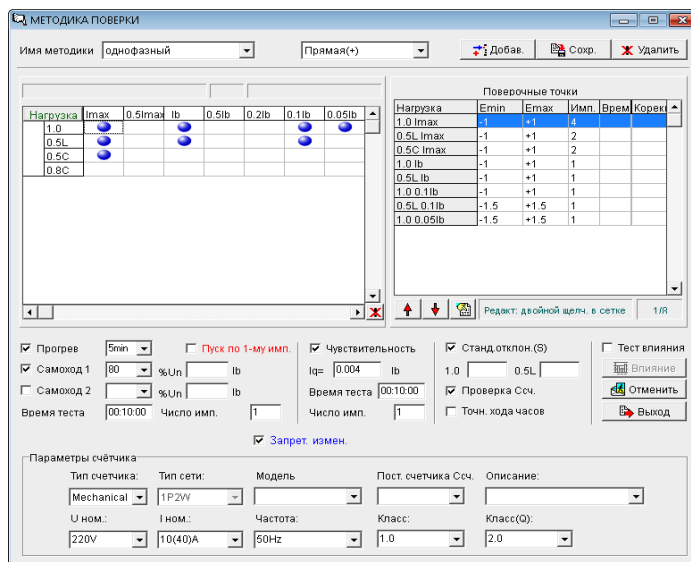 МЕТОДИКА ПОВЕРКИ
Имя методики однофазный Прямая(+) Добав. Сохр. Удалить
Поверочные точки
Нагрузка Imax 0.5Imax Ib 0.5Ib 0.2Ib 0.1Ib 0.05Ib
1.0
0.5L
0.5C
0.8C
Нагрузка Emin Emax Имп. Врем Корек
1.0 Imax -1 +1 4
0.5L Imax -1 +1 2
0.5C Imax -1 +1 2
1.0 Ib -1 +1 1
0.5L Ib -1 +1 1
1.0 0.1Ib -1 +1 1
0.5L 0.1Ib -1.5 +1.5 1
1.0 0.05Ib -1.5 +1.5 1
Редакт: двойной щелч. в сетке 1/8
Прогрев 5min Пуск по 1-му имп. Чувствительность Станд.отклон.(S) Тест влияния
Самоход 1 80 %Un Ib Iq= 0.004 Ib 1.0 0.5L Влияние
Самоход 2 %Un Ib Время теста 00:10:00 Проверка Ссч. Отменить
Время теста 00:10:00 Число имп. 1 Число имп. 1 Точн. хода часов Выход
Запрет. измен.
Параметры счётчика
Тип счетчика: Тип сети: Модель Пост. счетчика Ссч. Описание:
Mechanical 1P2W
U ном.: I ном.: Частота: Класс: Класс(Q):
220V 10(40)A 50Hz 1.0 2.0